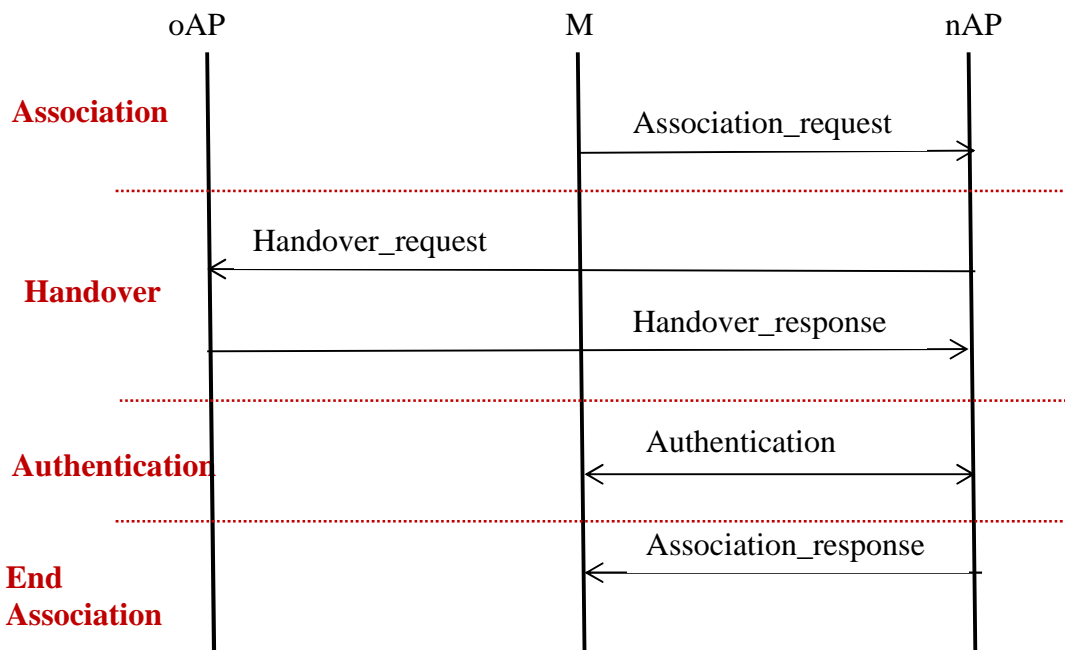 oAP M nAP
Association
Association_request
Handover_request
Handover
Handover_response
Authentication
Authentication
Association_response
End
Association